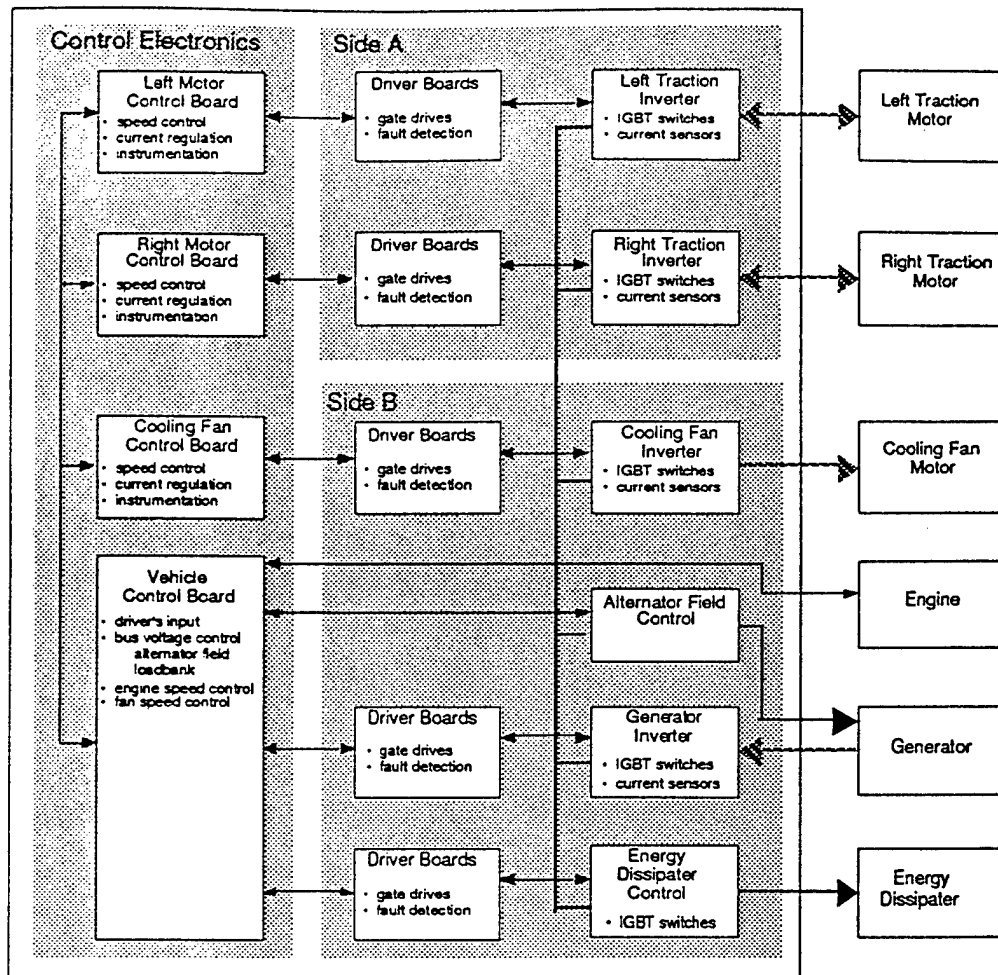 Control Electronics
Left Motor
Control Board
• speed control
• current regulation
• instrumentation
Right Motor
Control Board
• speed control
• current regulation
• instrumentation
Cooling Fan
Control Board
• speed control
• current regulation
• instrumentation
Vehicle
Control Board
• driver's input
• bus voltage control
alternator field
loadbank
• engine speed control
• fan speed control
Side A
Driver Boards
• gate drives
• fault detection
Left Traction
Inverter
• IGBT switches
• current sensors
Driver Boards
• gate drives
• fault detection
Right Traction
Inverter
• IGBT switches
• current sensors
Side B
Driver Boards
• gate drives
• fault detection
Cooling Fan
Inverter
• IGBT switches
• current sensors
Alternator Field
Control
Driver Boards
• gate drives
• fault detection
Generator
Inverter
• IGBT switches
• current sensors
Driver Boards
• gate drives
• fault detection
Energy
Dissipater
Control
• IGBT switches
Left Traction
Motor
Right Traction
Motor
Cooling Fan
Motor
Engine
Generator
Energy
Dissipater